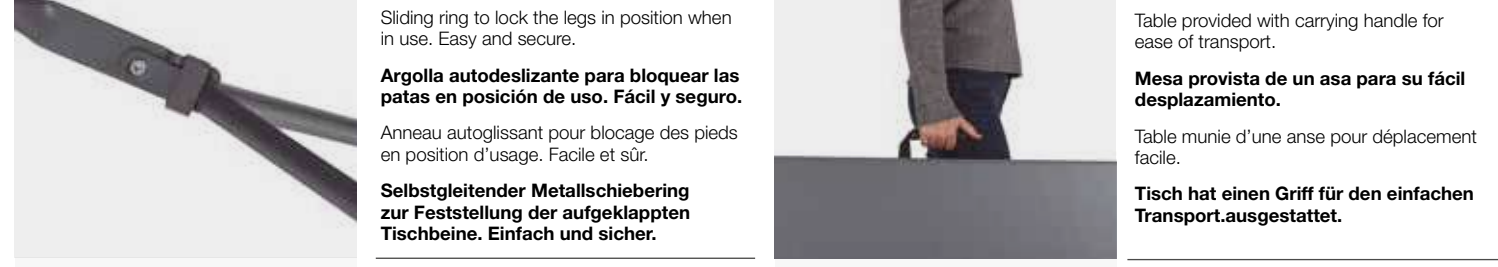 Sliding ring to lock the legs in position when
in use. Easy and secure.
Argolla autodeslizante para bloquear las
patas en posición de uso. Fácil y seguro.
Anneau autoglissant pour blocage des pieds
en position d'usage. Facile et sûr.
Selbstgleitender Metallschiebering
zur Feststellung der aufgeklappten
Tischbeine. Einfach und sicher.
Table provided with carrying handle for
ease of transport.
Mesa provista de un asa para su fácil
desplazamiento.
Table munie d'une anse pour déplacement
facile.
Tisch hat einen Griff für den einfachen
Transport.ausgestattet.